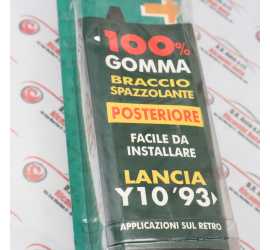 100%
GOMMA
BRACCIO
SPAZZOLANTE
POSTERIORE
FACILE DA
INSTALLARE
LANCIA
Y10 '93
APPLICAZIONI SUL RETRO